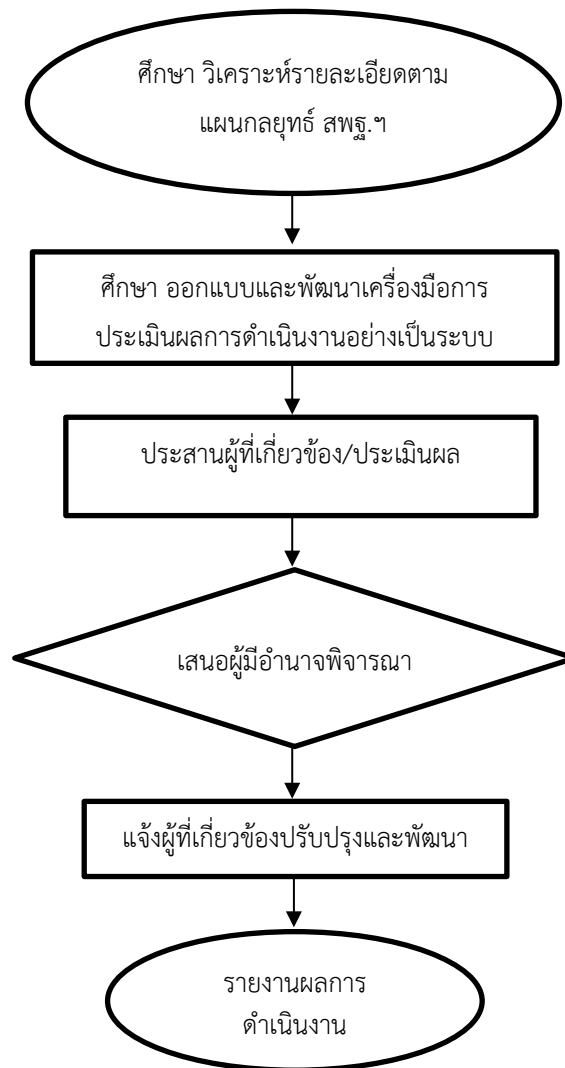 ศึกษา วิเคราะห์รายละเอียดตาม
แผนกลยุทธ์ สพฐ.ฯ
ศึกษา ออกแบบและพัฒนาเครื่องมือการ
ประเมินผลการดำเนินงานอย่างเป็นระบบ
ประสานผู้ที่เกี่ยวข้อง/ประเมินผล
เสนอผู้มีอำนาจพิจารณา
แจ้งผู้ที่เกี่ยวข้องปรับปรุงและพัฒนา
รายงานผลการ
ดำเนินงาน